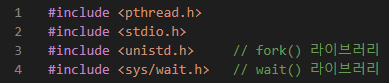 1 #include <pthread.h>
2 #include <stdio.h>
3 #include <unistd.h> // fork() 라이브러리
4 #include <sys/wait.h> // wait() 라이브러리